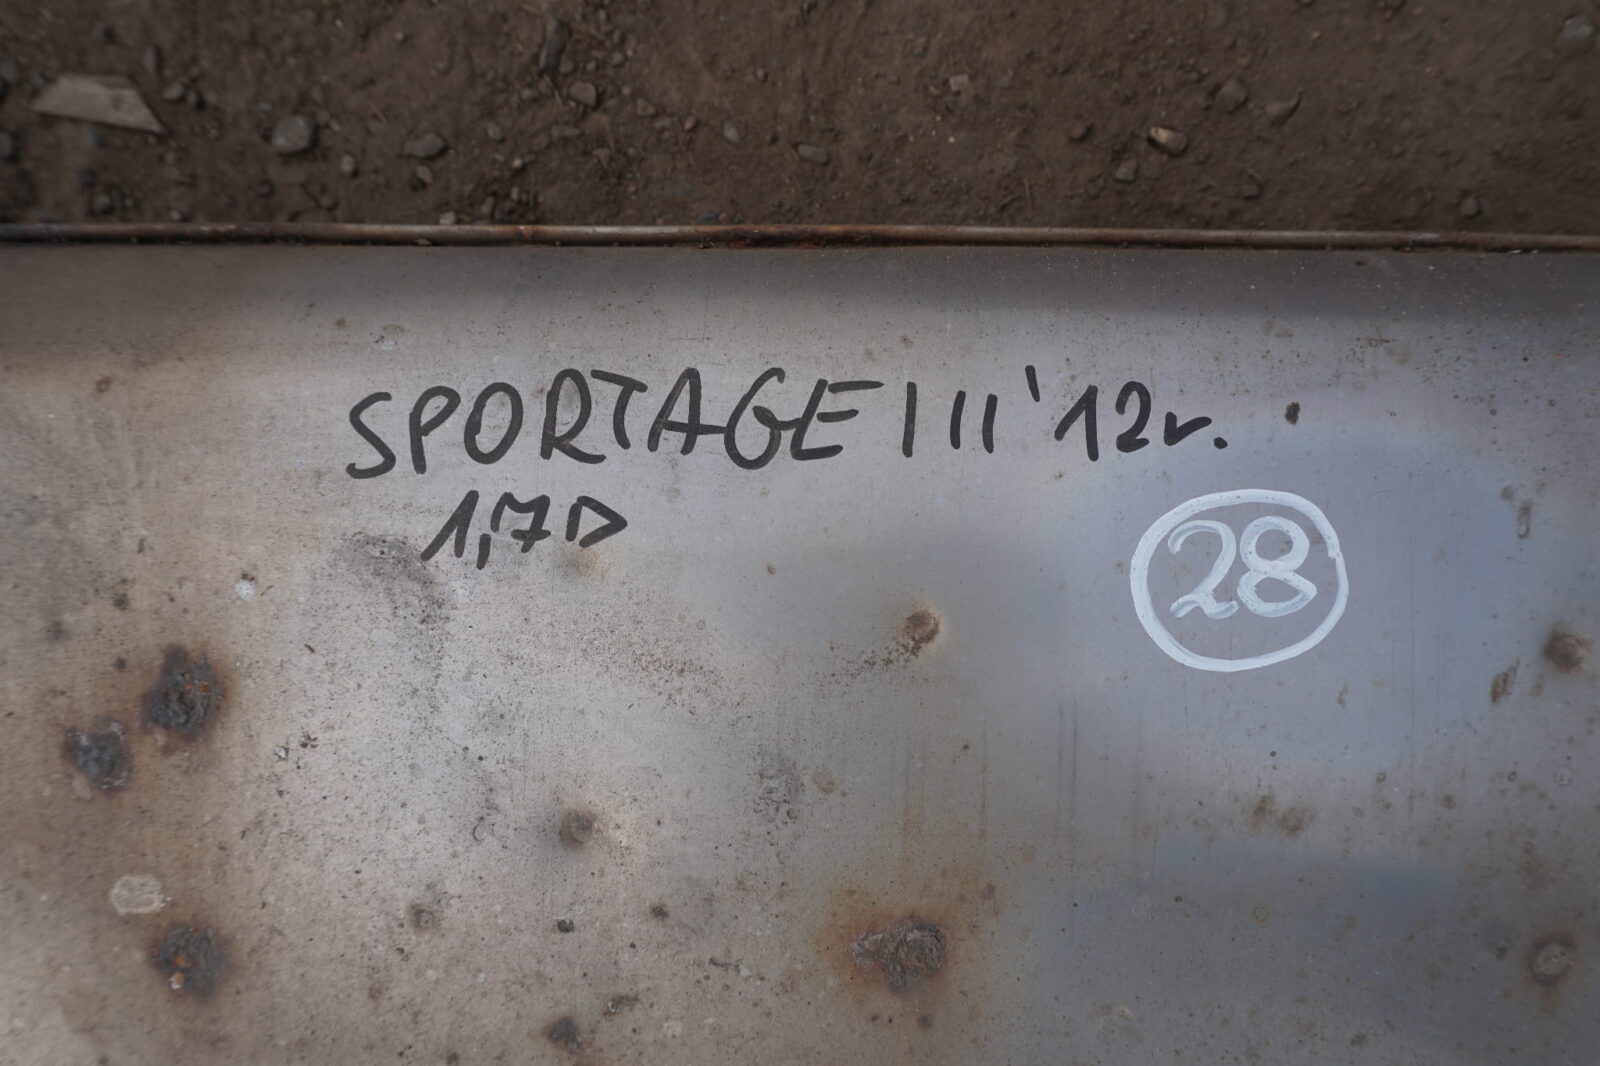 SPORTAGE III '12r.
1,7D
28